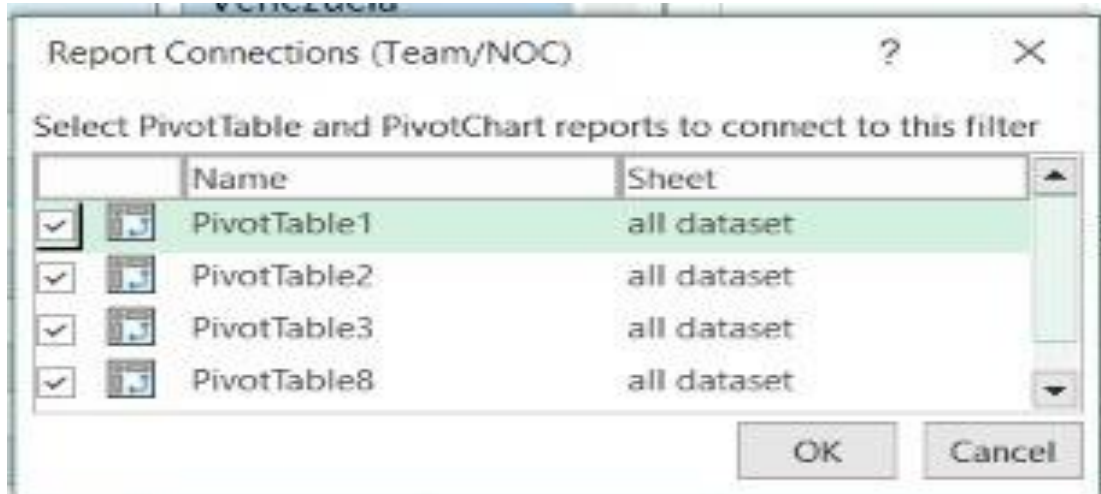 Venezuela
Report Connections (Team/NOC) ?
Select PivotTable and PivotChart reports to connect to this filter
Name Sheet
PivotTable1 all dataset
PivotTable2 all dataset
PivotTable3 all dataset
PivotTable8 all dataset
OK Cancel